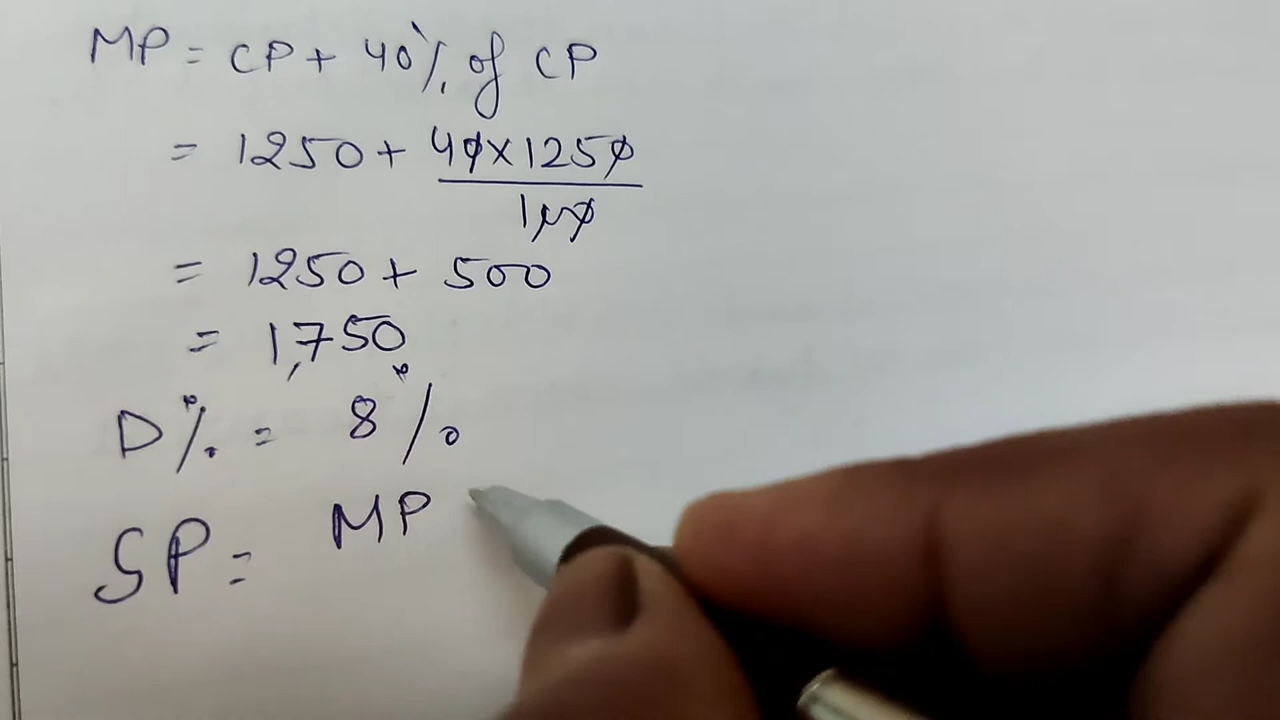 MP = CP + 40% of CP
= 1250 + 40 × 1250
100
= 1250 + 500
= 1,750
D% = 8%
SP = MP